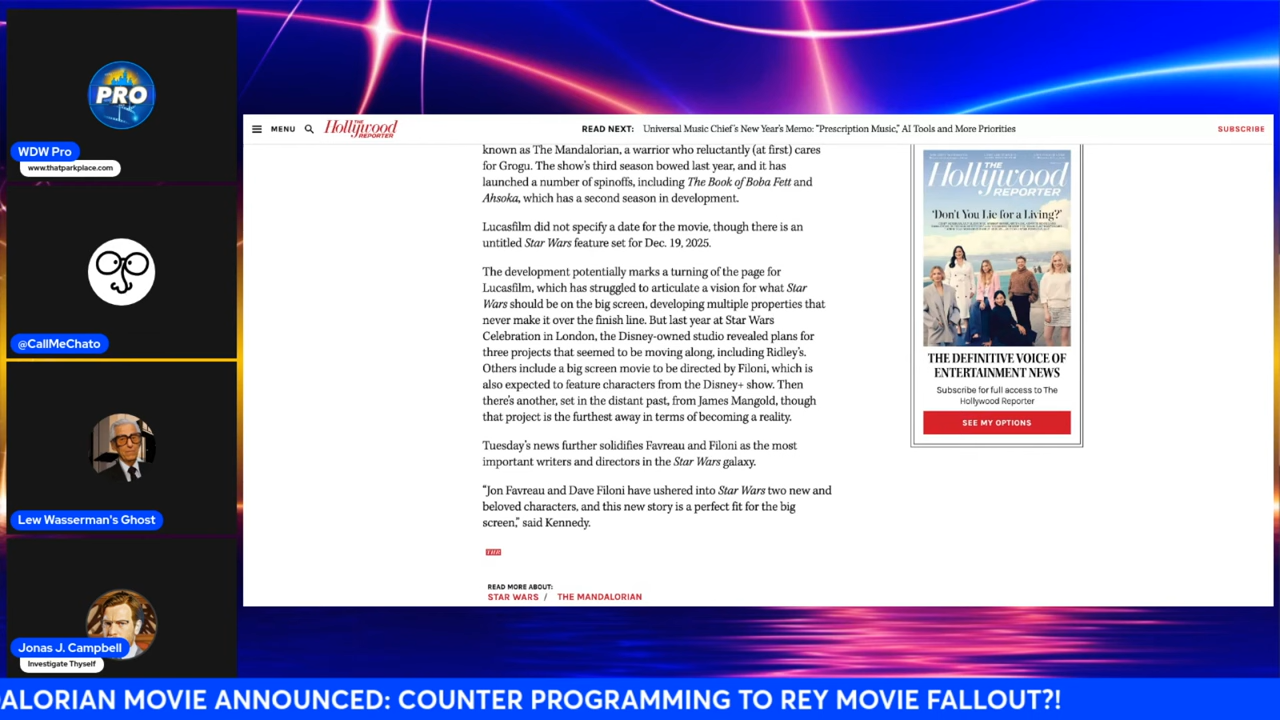 PRO
WDW Pro
www.thatparkplace.com
@CallMeChato
Lew Wasserman's Ghost
Jonas J. Campbell
Investigate Thyself
MENU
THE
Hollywood
REPORTER
READ NEXT: Universal Music Chief's New Year's Memo: "Prescription Music," AI Tools and More Priorities
SUBSCRIBE
known as The Mandalorian, a warrior who reluctantly (at first) cares
for Grogu. The show's third season bowed last year, and it has
launched a number of spinoffs, including The Book of Boba Fett and
Ahsoka, which has a second season in development.
Lucasfilm did not specify a date for the movie, though there is an
untitled Star Wars feature set for Dec. 19, 2025.
The development potentially marks a turning of the page for
Lucasfilm, which has struggled to articulate a vision for what Star
Wars should be on the big screen, developing multiple properties that
never make it over the finish line. But last year at Star Wars
Celebration in London, the Disney-owned studio revealed plans for
three projects that seemed to be moving along, including Ridley's.
Others include a big screen movie to be directed by Filoni, which is
also expected to feature characters from the Disney+ show. Then
there's another, set in the distant past, from James Mangold, though
that project is the furthest away in terms of becoming a reality.
Tuesday's news further solidifies Favreau and Filoni as the most
important writers and directors in the Star Wars galaxy.
"Jon Favreau and Dave Filoni have ushered into Star Wars two new and
beloved characters, and this new story is a perfect fit for the big
screen," said Kennedy.
THR
READ MORE ABOUT:
STAR WARS / THE MANDALORIAN
THE
Hollywood
REPORTER
'Don't You Lie for a Living?'
THE DEFINITIVE VOICE OF
ENTERTAINMENT NEWS
Subscribe for full access to The
Hollywood Reporter
SEE MY OPTIONS
DALORIAN MOVIE ANNOUNCED: COUNTER PROGRAMMING TO REY MOVIE FALLOUT?!